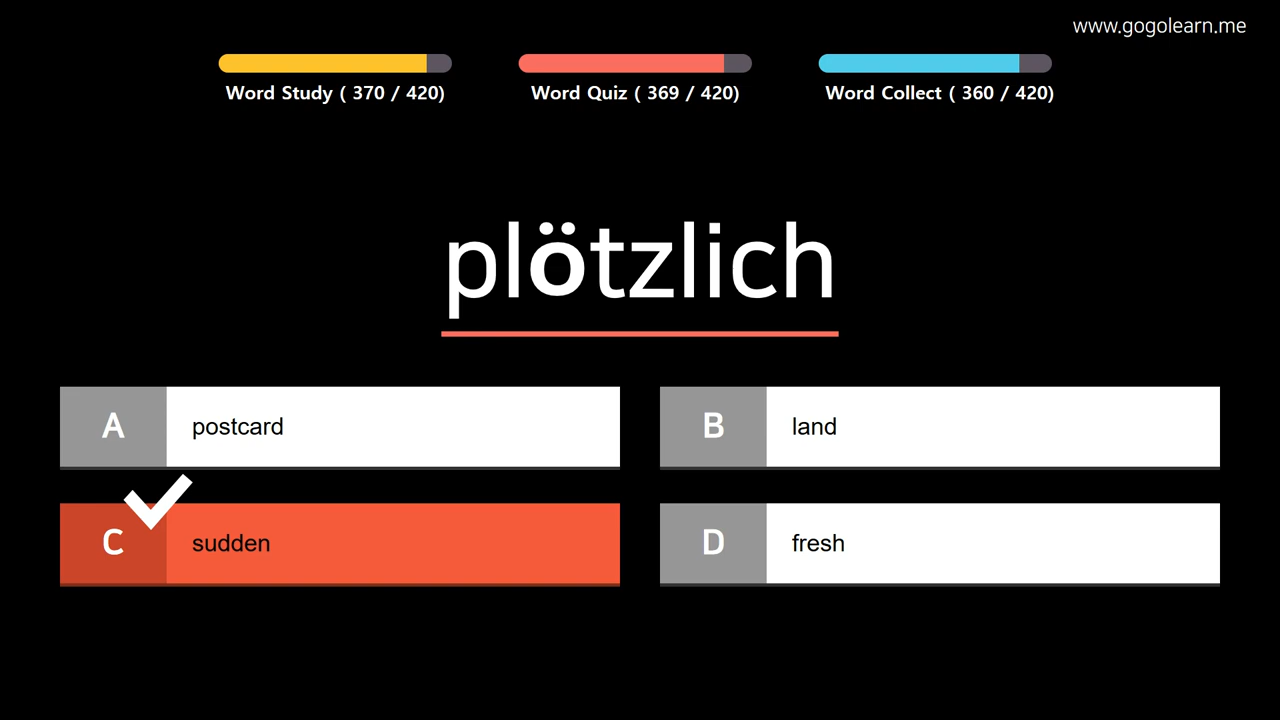 www.gogolearn.me
Word Study ( 370 / 420)
Word Quiz ( 369 / 420)
Word Collect ( 360 / 420)
plötzlich
A postcard
B land
C sudden
D fresh